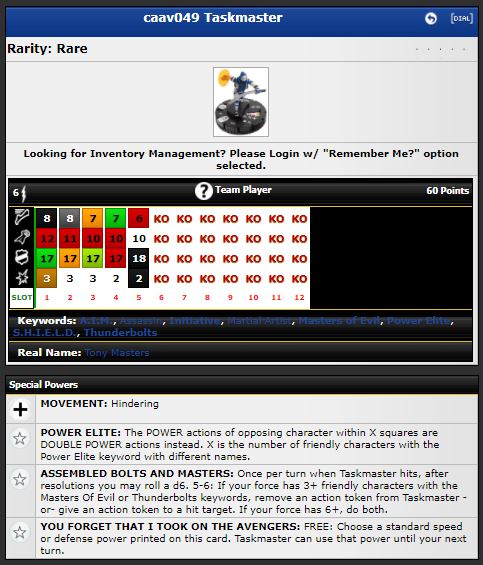 caav049 Taskmaster
[DIAL]
Rarity: Rare
Looking for Inventory Management? Please Login w/ "Remember Me?" option
selected.
6 ? Team Player 60 Points
8 8 7 7 6 KO KO KO KO KO KO KO
12 11 10 10 10 KO KO KO KO KO KO KO
17 17 17 17 18 KO KO KO KO KO KO KO
3 3 3 2 2 KO KO KO KO KO KO KO
SLOT 1 2 3 4 5 6 7 8 9 10 11 12
Keywords: A.I.M., Assassin, Initiative, Martial Artist, Masters of Evil, Power Elite,
S.H.I.E.L.D., Thunderbolts
Real Name: Tony Masters
Special Powers
MOVEMENT: Hindering
POWER ELITE: The POWER actions of opposing character within X squares are
DOUBLE POWER actions instead. X is the number of friendly characters with the
Power Elite keyword with different names.
ASSEMBLED BOLTS AND MASTERS: Once per turn when Taskmaster hits, after
resolutions you may roll a d6. 5-6: If your force has 3+ friendly characters with the
Masters Of Evil or Thunderbolts keywords, remove an action token from Taskmaster -
or- give an action token to a hit target. If your force has 6+, do both.
YOU FORGET THAT I TOOK ON THE AVENGERS: FREE: Choose a standard speed
or defense power printed on this card. Taskmaster can use that power until your next
turn.